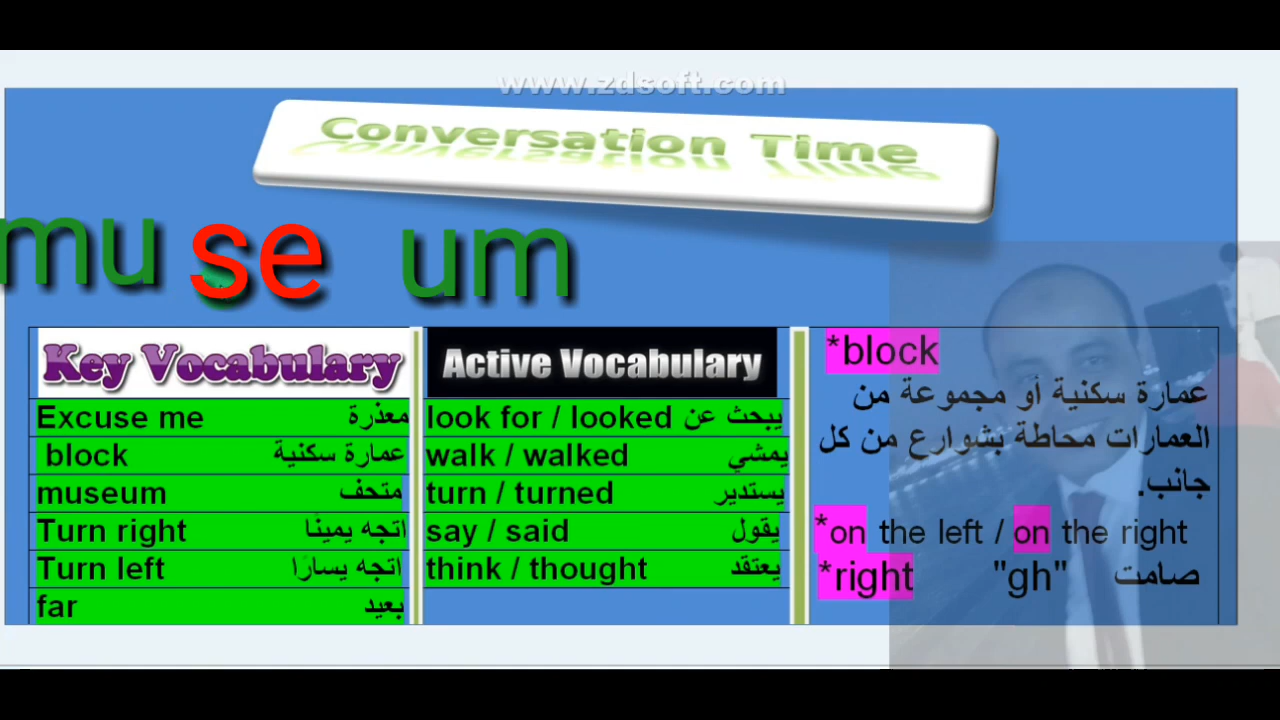 www.zdsoft.com
Conversation Time
mu se um
Key Vocabulary
Excuse me معذرة
block عمارة سكنية
museum متحف
Turn right اتجه يمينًا
Turn left اتجه يسارًا
far بعيد
Active Vocabulary
look for / looked يبحث عن
walk / walked يمشي
turn / turned يستدير
say / said يقول
think / thought يعتقد
*block
عمارة سكنية أو مجموعة من
العمارات محاطة بشوارع من كل
جانب.
*on the left / on the right
*right "gh" صامت